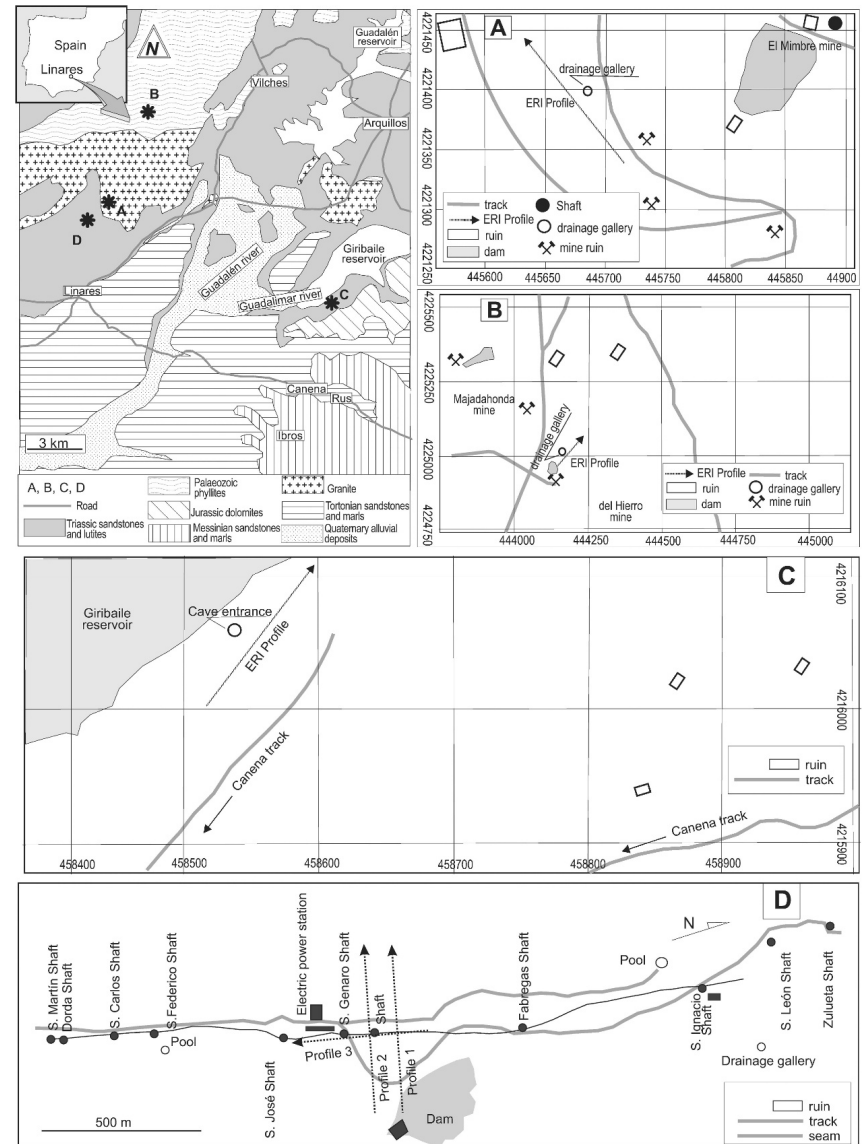 Spain
Linares
N
Guadalén
reservoir
Vilches
Arquillos
B
A
D
C
Giribaile
reservoir
Guadalén river
Guadalimar river
Linares
Canena
Rus
Ibros
3 km
A, B, C, D
Road
Triassic sandstones
and lutites
Palaeozoic
phyllites
Jurassic dolomites
Messinian sandstones
and marls
Granite
Tortonian sandstones
and marls
Quaternary alluvial
deposits
A
4221450
4221400
4221350
4221300
4221250
El Mimbre mine
drainage gallery
ERI Profile
track
ERI Profile
ruin
dam
Shaft
drainage gallery
mine ruin
445600
445650
445700
445750
445800
445850
444900
B
4225500
4225250
4225000
4224750
Majadahonda
mine
drainage gallery
ERI Profile
del Hierro
mine
ERI Profile
ruin
dam
track
drainage gallery
mine ruin
444000
444250
444500
444750
445000
C
Giribaile
reservoir
Cave entrance
ERI Profile
Canena track
Canena track
4216100
4216000
4215900
ruin
track
458400
458500
458600
458700
458800
458900
D
N
S. Martín Shaft
Dorda Shaft
S. Carlos Shaft
S.Federico Shaft
Pool
S. José Shaft
Electric power station
S. Genaro Shaft
Shaft
Profile 3
Profile 2
Profile 1
Dam
Fabregas Shaft
Pool
S. Ignacio
Shaft
S. León Shaft
Zulueta Shaft
Drainage gallery
500 m
ruin
track
seam